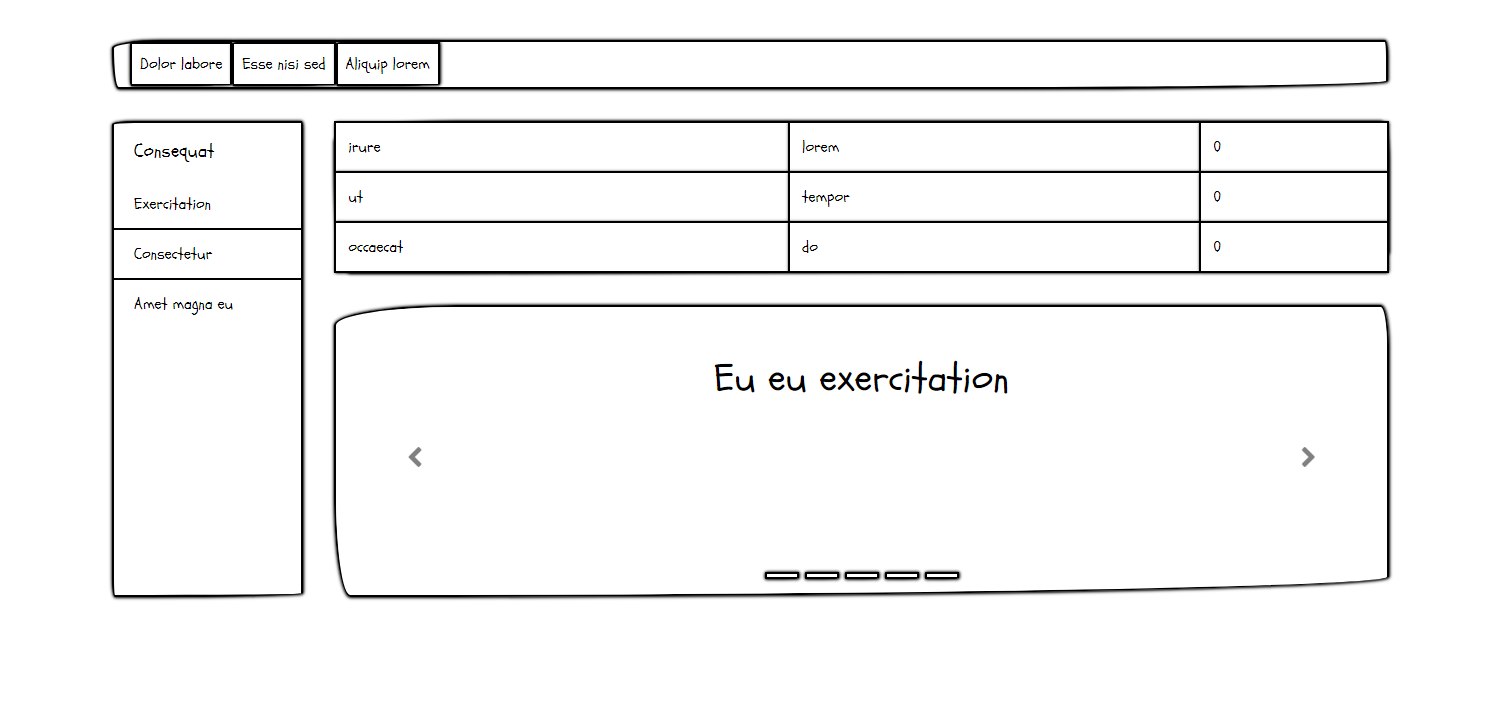 Dolor labore Esse nisi sed Aliquip lorem
Consequat
Exercitation
Consectetur
Amet magna eu
irure lorem 0
ut tempor 0
occaecat do 0
Eu eu exercitation